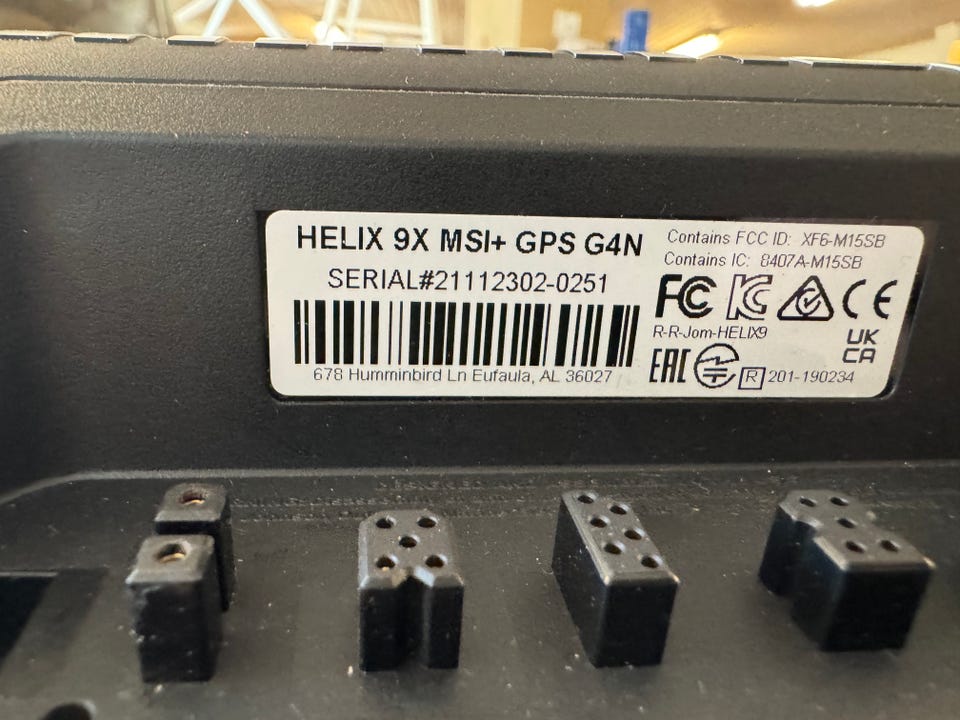 HELIX 9X MSI+ GPS G4N
SERIAL#21112302-0251
678 Humminbird Ln Eufaula, AL 36027
Contains FCC ID: XF6-M15SB
Contains IC: 8407A-M15SB
FC KC CE
R-R-Jom-HELIX9
UK
CA
EAC R 201-190234